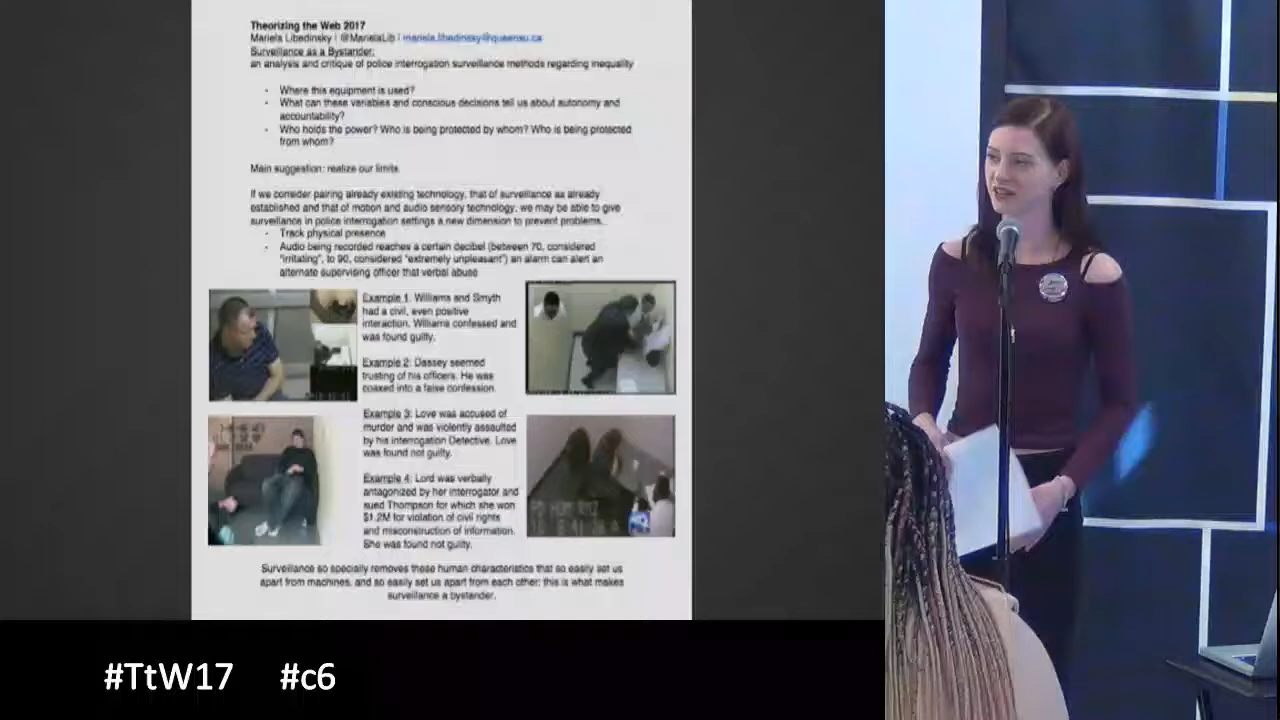 Theorizing the Web 2017
Mariela Libedinsky | @MarielaLib | mariela.libedinsky@queensu.ca
Surveillance as a Bystander:
an analysis and critique of police interrogation surveillance methods regarding inequality
- Where this equipment is used?
- What can these variables and conscious decisions tell us about autonomy and
accountability?
- Who holds the power? Who is being protected by whom? Who is being protected
from whom?
Main suggestion: realize our limits
If we consider pairing already existing technology, that of surveillance as already
established and that of motion and audio sensory technology, we may be able to give
surveillance in police interrogation settings a new dimension to prevent problems.
- Track physical presence
- Audio being recorded reaches a certain decibel (between 70, considered
"irritating", to 90, considered "extremely unpleasant") an alarm can alert an
alternate supervising officer that verbal abuse
Example 1: Williams and Smyth
had a civil, even positive
interaction. Williams confessed and
was found guilty.
Example 2: Dassey seemed
trusting of his officers. He was
coaxed into a false confession.
Example 3: Love was accused of
murder and was violently assaulted
by his interrogation Detective. Love
was found not guilty.
Example 4: Lord was verbally
antagonized by her interrogator and
sued Thompson for which she won
$1.2M for violation of civil rights
and misconstruction of information.
She was found not guilty.
Surveillance so specially removes these human characteristics that so easily set us
apart from machines, and so easily set us apart from each other: this is what makes
surveillance a bystander.
#TtW17 #c6